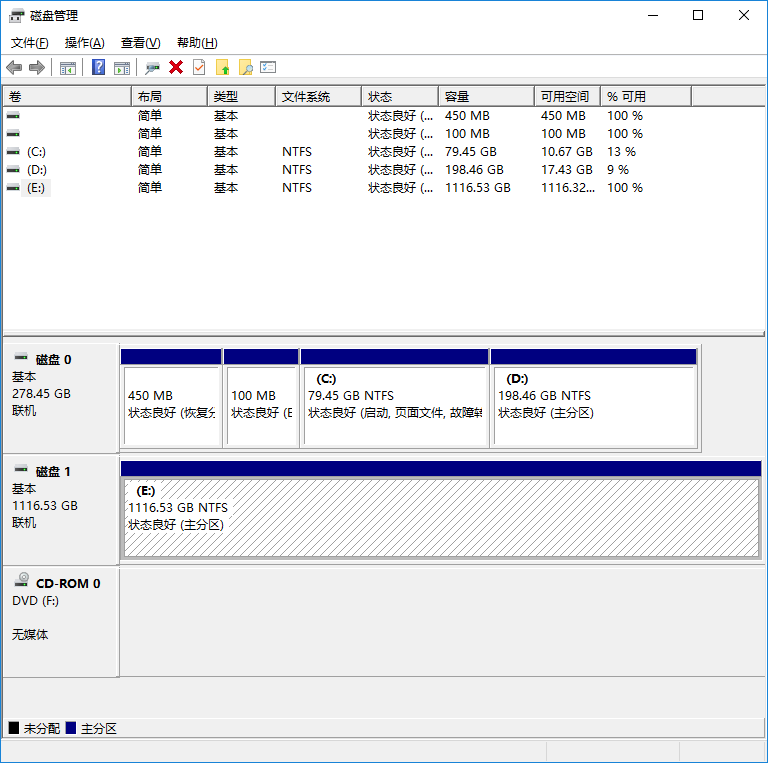 磁盘管理
文件(F) 操作(A) 查看(V) 帮助(H)
卷 布局 类型 文件系统 状态 容量 可用空间 % 可用
简单 基本 状态良好 (... 450 MB 450 MB 100 %
简单 基本 状态良好 (... 100 MB 100 MB 100 %
(C:) 简单 基本 NTFS 状态良好 (... 79.45 GB 10.67 GB 13 %
(D:) 简单 基本 NTFS 状态良好 (... 198.46 GB 17.43 GB 9 %
(E:) 简单 基本 NTFS 状态良好 (... 1116.53 GB 1116.32... 100 %
磁盘 0
基本
278.45 GB
联机
450 MB
状态良好 (恢复分
100 MB
状态良好 (E
(C:)
79.45 GB NTFS
状态良好 (启动, 页面文件, 故障转
(D:)
198.46 GB NTFS
状态良好 (主分区)
磁盘 1
基本
1116.53 GB
联机
(E:)
1116.53 GB NTFS
状态良好 (主分区)
CD-ROM 0
DVD (F:)
无媒体
未分配 主分区